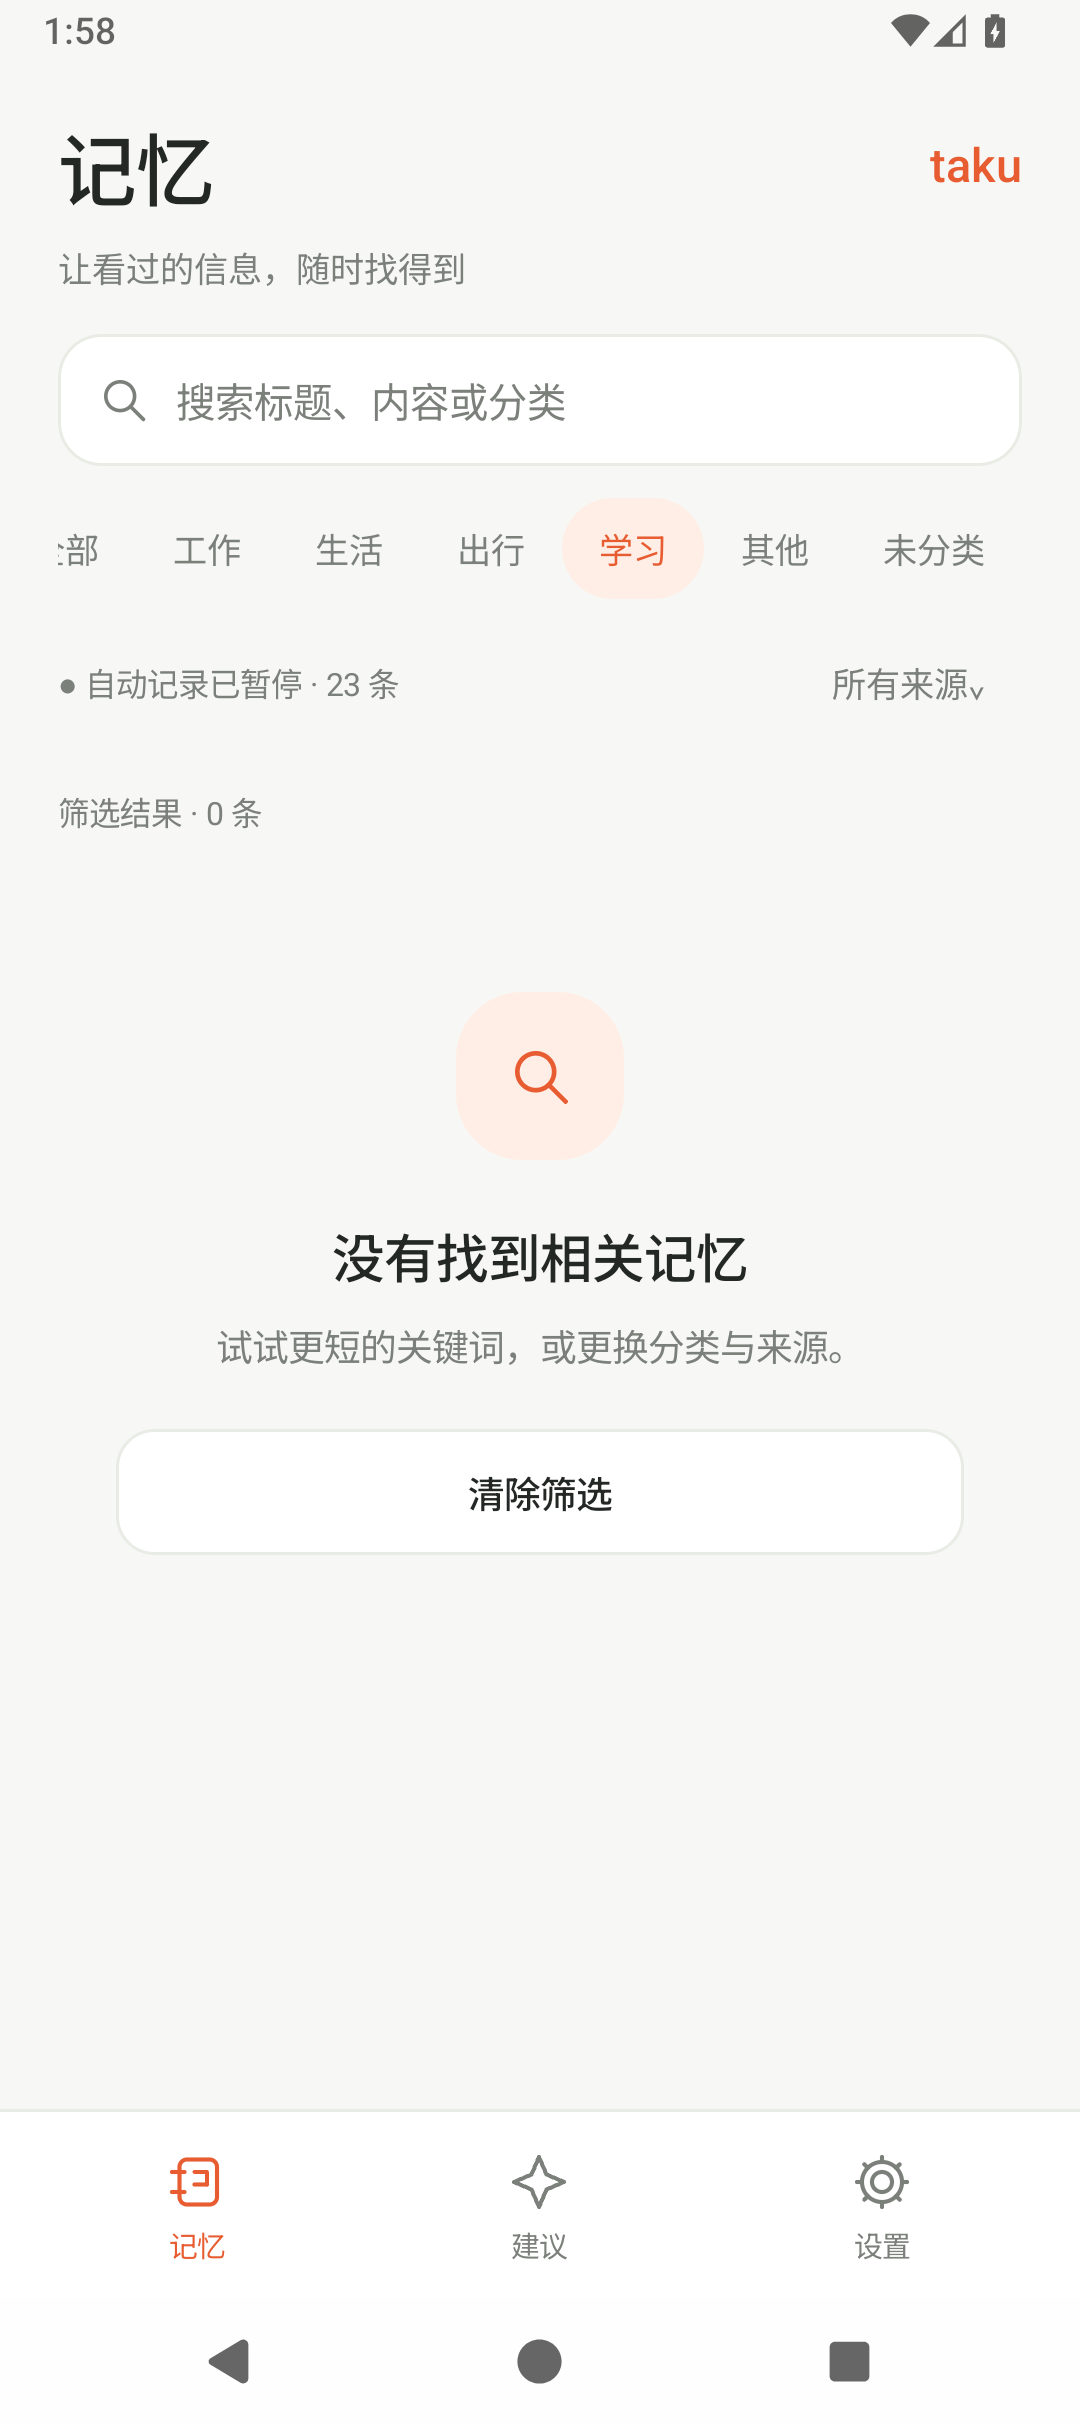 1:58
记忆
taku
让看过的信息，随时找得到
搜索标题、内容或分类
全部 工作 生活 出行 学习 其他 未分类
自动记录已暂停 · 23 条
所有来源
筛选结果 · 0 条
没有找到相关记忆
试试更短的关键词，或更换分类与来源。
清除筛选
记忆 建议 设置